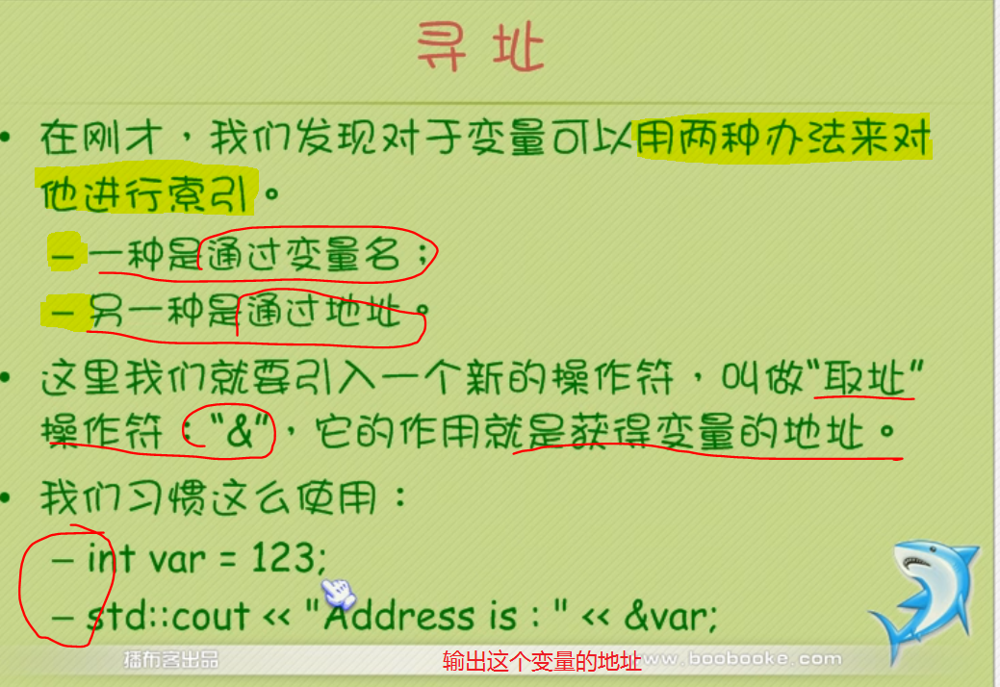 寻址
• 在刚才，我们发现对于变量可以用两种办法来对
他进行索引。
– 一种是通过变量名；
– 另一种是通过地址。
• 这里我们就要引入一个新的操作符，叫做“取址”
操作符：“&”，它的作用就是获得变量的地址。
• 我们习惯这么使用：
– int var = 123;
– std::cout << "Address is : " << &var;
播布客出品
输出这个变量的地址
www.boobooke.com